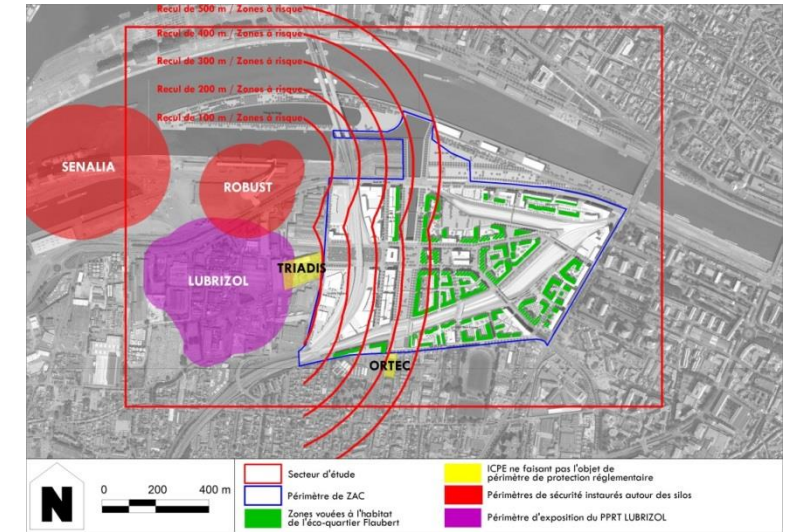 Recul de 500 m / Zones à risque
Recul de 400 m / Zones à risque
Recul de 300 m / Zones à risque
Recul de 200 m / Zones à risque
Recul de 100 m / Zones à risque
SENALIA
ROBUST
LUBRIZOL
TRIADIS
ORTEC
N
0 200 400 m
Secteur d'étude
Périmètre de ZAC
Zones vouées à l'habitat
de l'éco-quartier Flaubert
ICPE ne faisant pas l'objet de
périmètre de protection réglementaire
Périmètres de sécurité instaurés autour des silos
Périmètre d'exposition du PPRT LUBRIZOL